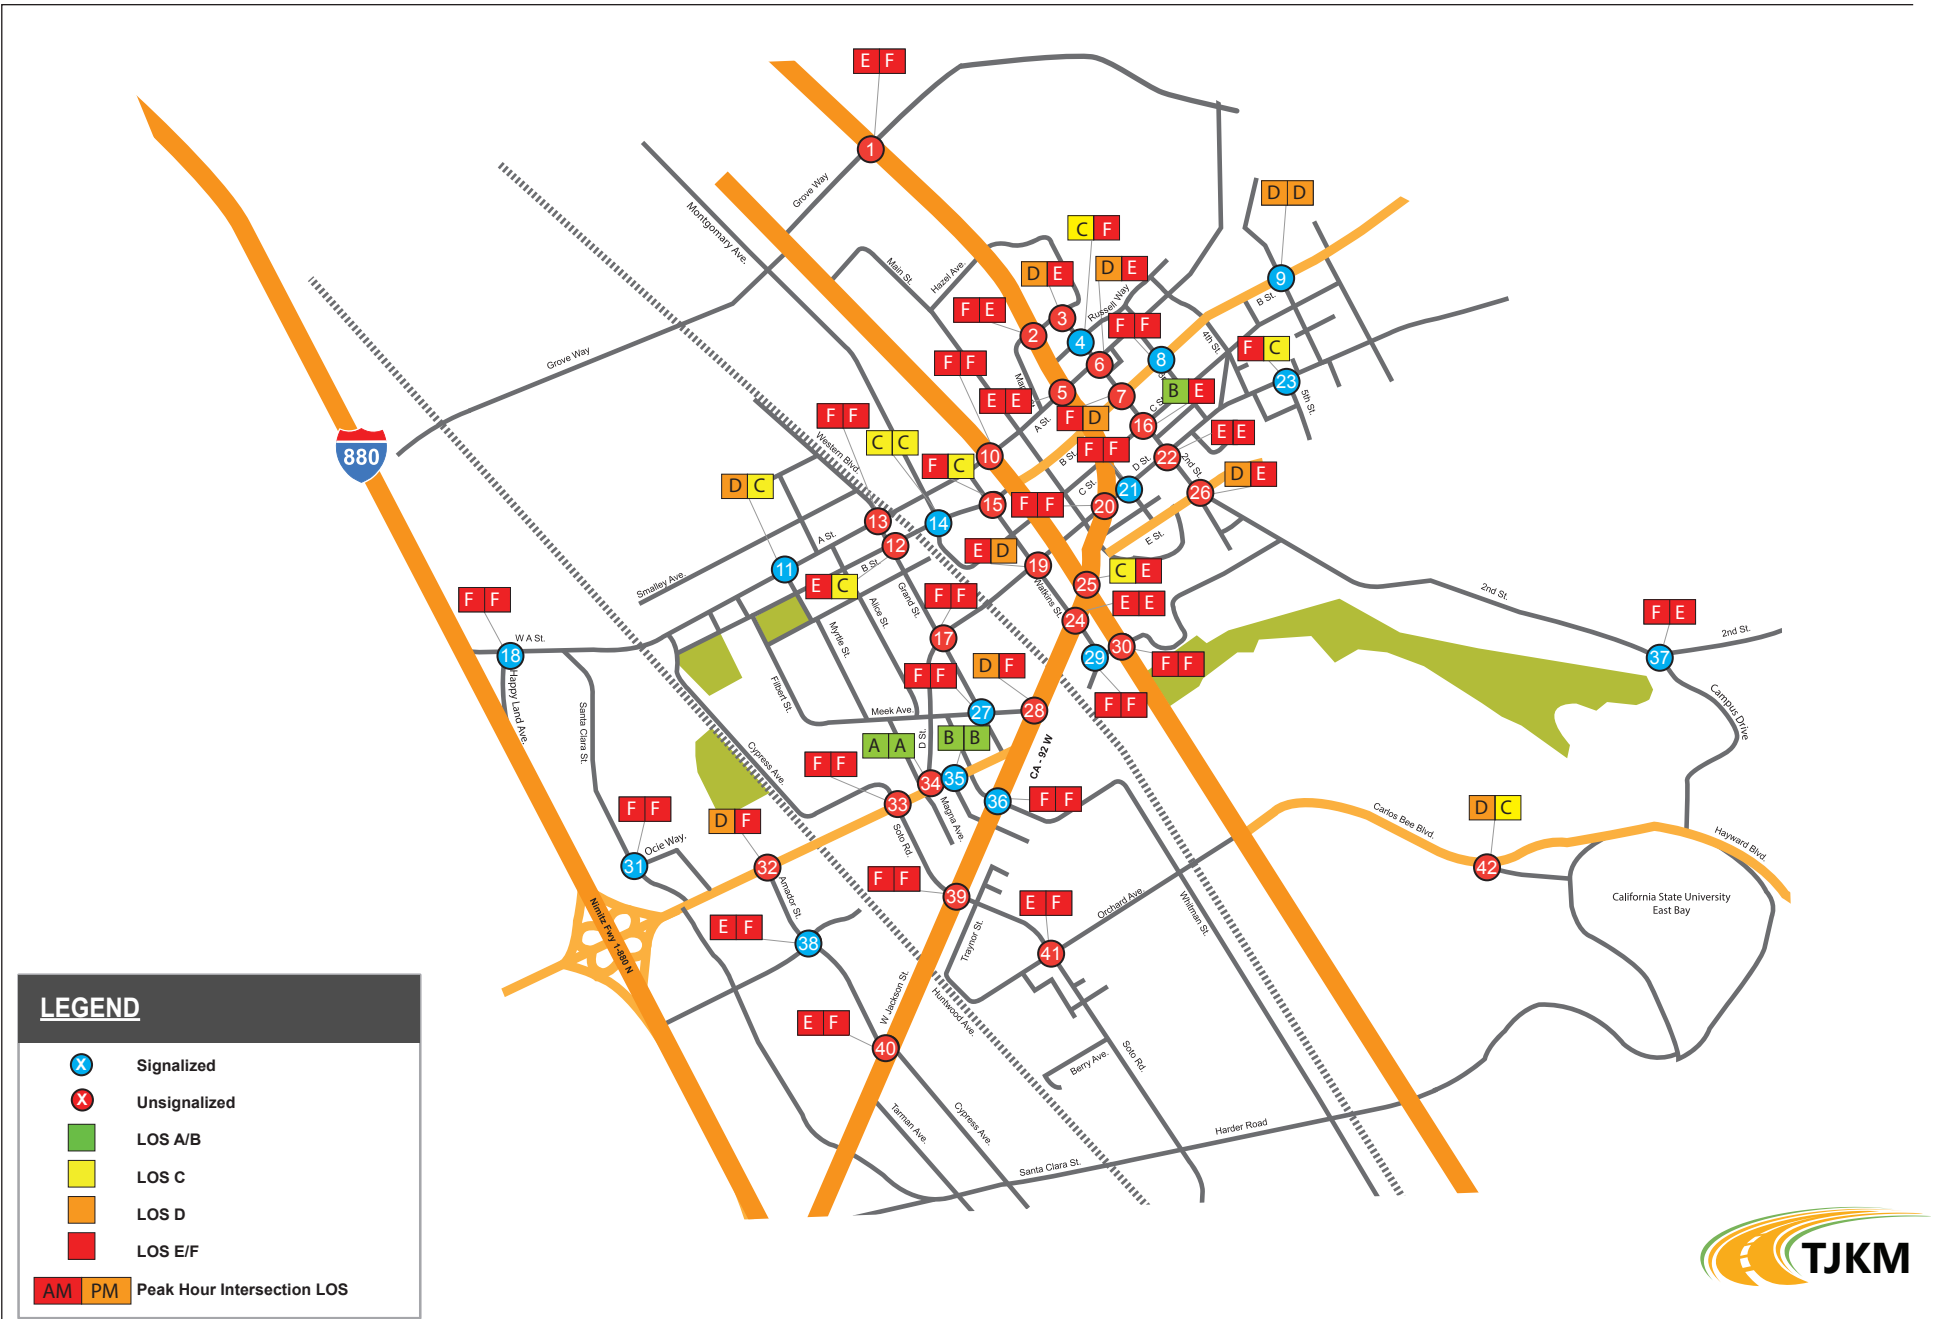 E F
1
Grove Way
Montgomary Ave.
D D
C F
Main St.
Hazel Ave.
D E
D E
9
B St.
Russell Way
F E
3
F F
2
4
4th St.
F C
Grove Way
F F
6
8
23
5th St.
E E
5
7
B E
C St.
F D
16
F F
C C
A St.
E E
Western Blvd.
880
F F
B St.
22
D St.
2nd St.
D E
F C
10
D C
C St.
21
26
15
F F
20
13
14
E St.
A St.
12
E D
11
B St.
19
C E
25
Smalley Ave.
E C
Grand St.
F F
Watkins St.
E E
2nd St.
F F
Alice St.
24
F E
W A St.
Myrtle St.
17
2nd St.
18
30
29
F F
37
Happy Land Ave.
Filbert St.
F F
D F
F F
Campus Drive
Santa Clara St.
Meek Ave.
27
28
A A
D St.
B B
CA - 92 W
Cypress Ave.
F F
34
35
33
36
F F
F F
D F
Magna Ave.
D C
Carlos Bee Blvd.
Soto Rd.
Hayward Blvd.
Ocie Way.
31
32
42
Amador St.
F F
39
E F
Orchard Ave.
Whitman St.
California State University
East Bay
Nimitz Fwy 1-880 N
E F
38
Traynor St.
41
W Jackson St.
Huntwood Ave.
E F
40
Soto Rd.
Berry Ave.
Tarman Ave.
Cypress Ave.
Harder Road
Santa Clara St.
LEGEND
X Signalized
X Unsignalized
LOS A/B
LOS C
LOS D
LOS E/F
AM PM Peak Hour Intersection LOS
TJKM